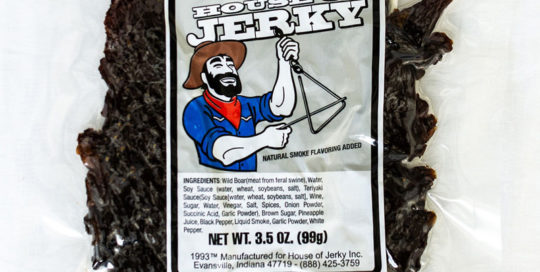 HOUSE OF
JERKY
NATURAL SMOKE FLAVORING ADDED
INGREDIENTS: Wild Boar(meat from feral swine), Water,
Soy Sauce (water, wheat, soybeans, salt), Teriyaki
Sauce(Soy Sauce[water, wheat, soybeans, salt], Wine,
Sugar, Water, Vinegar, Salt, Spices, Onion Powder,
Succinic Acid, Garlic Powder), Brown Sugar, Pineapple
Juice, Black Pepper, Liquid Smoke, Garlic Powder, White
Pepper.
NET WT. 3.5 OZ. (99g)
1993™ Manufactured for House of Jerky Inc.
Evansville, Indiana 47719 - (888) 425-3759